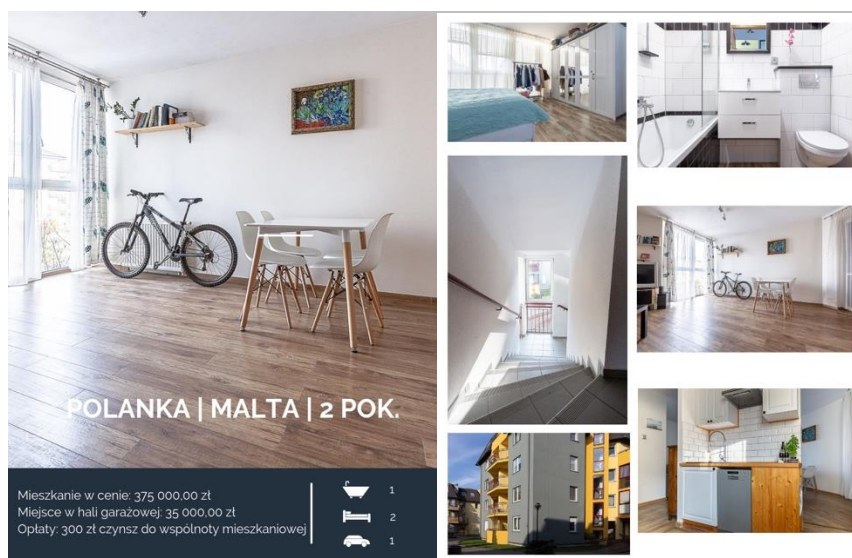 POLANKA | MALTA | 2 POK.
Mieszkanie w cenie: 375 000,00 zł
Miejsce w hali garażowej: 35 000,00 zł
Opłaty: 300 zł czynsz do wspólnoty mieszkaniowej
1
2
1